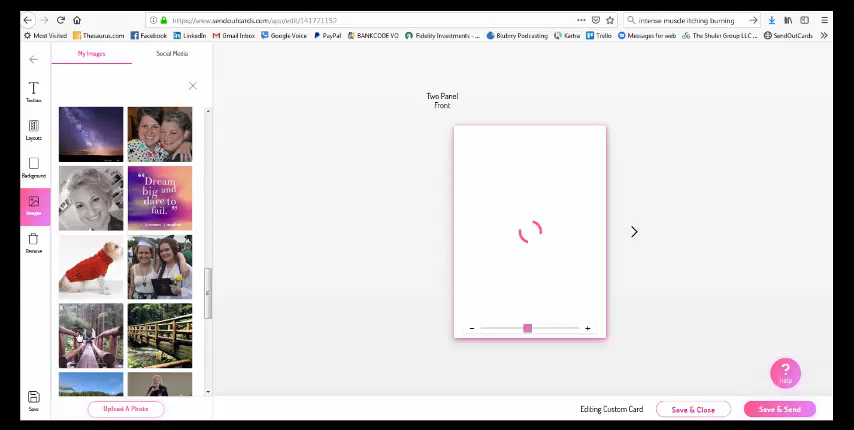 https://www.sendoutcards.com/app/edit/141721152
intense muscle itching burning
Most Visited
Thesaurus.com
Facebook
LinkedIn
Gmail Inbox
Google Voice
PayPal
BANKCODE VO
Fidelity Investments - ...
Blubrry Podcasting
Kartra
Trello
Messages for web
The Shuler Group LLC ...
SendOutCards
My Images
Social Media
Textbox
Layouts
Background
Images
Remove
Save
"Dream
big and
dare to
fail."
Upload A Photo
Two Panel
Front
?
Help
Editing Custom Card
Save & Close
Save & Send